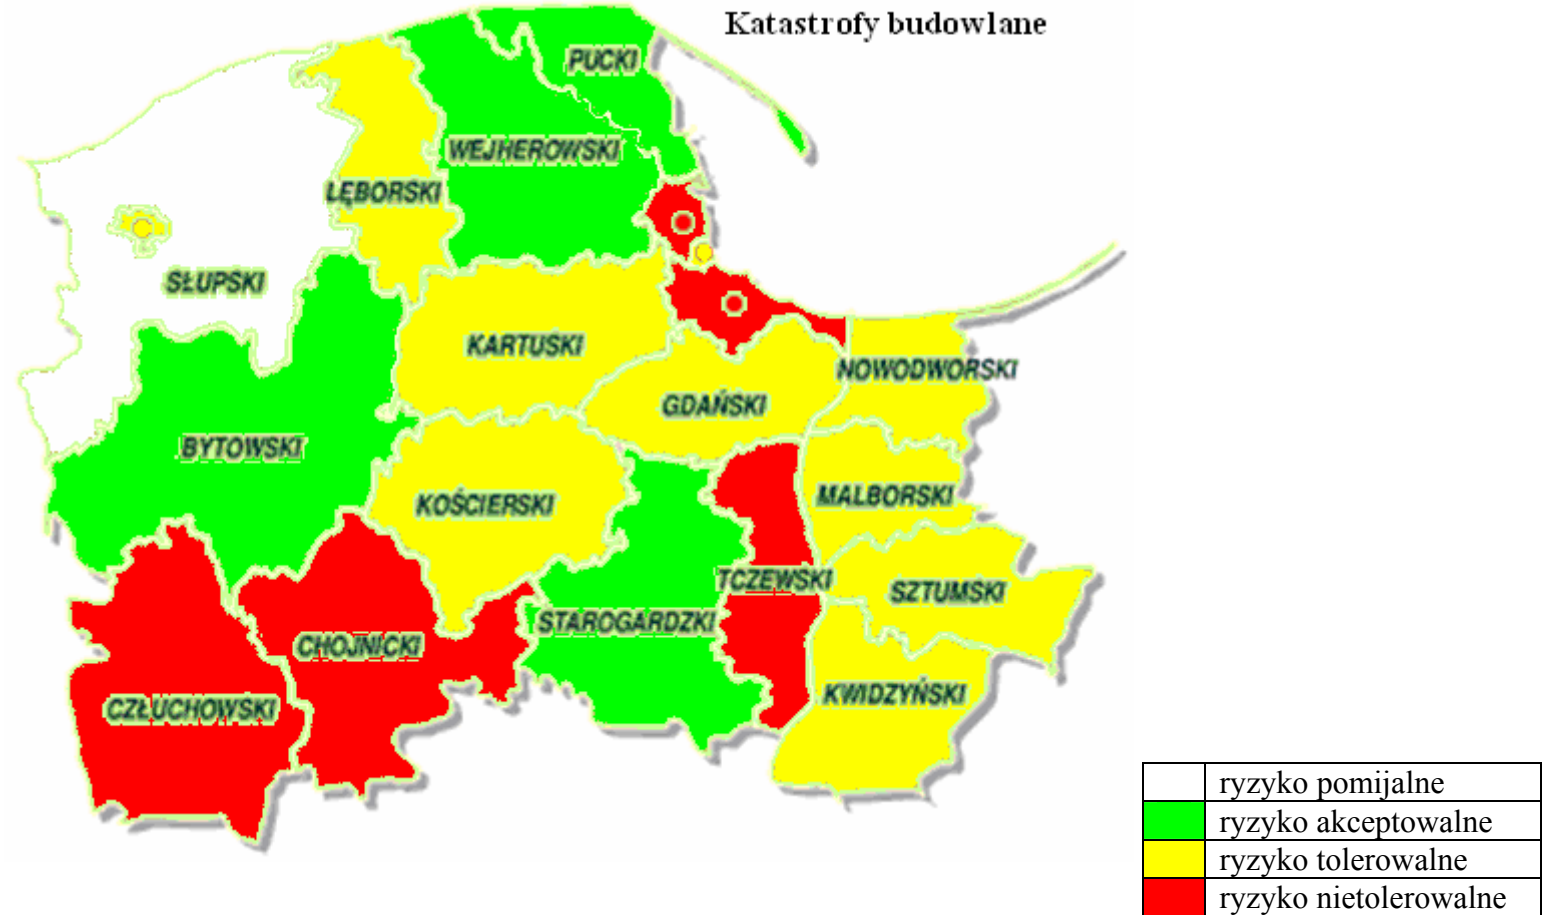 Katastrofy budowlane
PUCKI
WEJHEROWSKI
LĘBORSKI
SŁUPSKI
KARTUSKI
NOWODWORSKI
GDAŃSKI
BYTOWSKI
KOŚCIERSKI
MALBORSKI
TCZEWSKI
SZTUMSKI
STAROGARDZKI
CHOJNICKI
KWIDZYŃSKI
CZŁUCHOWSKI
ryzyko pomijalne
ryzyko akceptowalne
ryzyko tolerowalne
ryzyko nietolerowalne